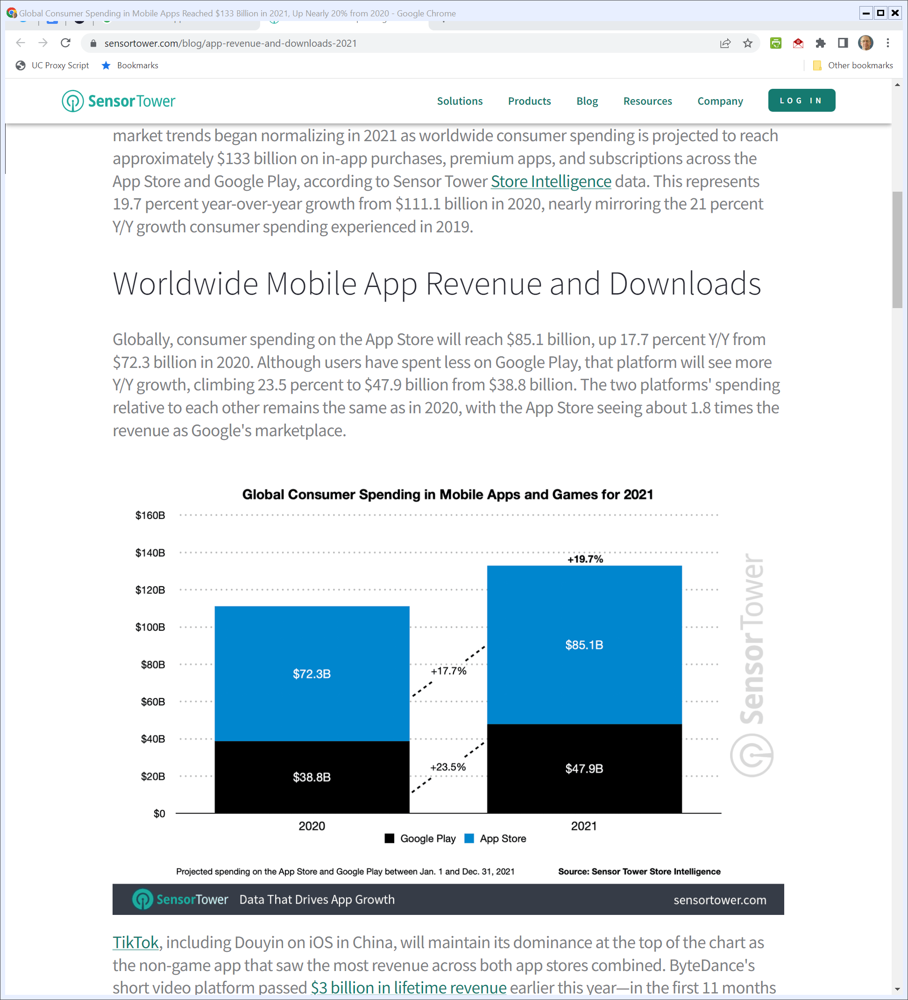 Global Consumer Spending in Mobile Apps Reached $133 Billion in 2021, Up Nearly 20% from 2020 - Google Chrome
sensortower.com/blog/app-revenue-and-downloads-2021
UC Proxy Script
Bookmarks
Other bookmarks
SensorTower
Solutions
Products
Blog
Resources
Company
LOG IN
market trends began normalizing in 2021 as worldwide consumer spending is projected to reach
approximately $133 billion on in-app purchases, premium apps, and subscriptions across the
App Store and Google Play, according to Sensor Tower Store Intelligence data. This represents
19.7 percent year-over-year growth from $111.1 billion in 2020, nearly mirroring the 21 percent
Y/Y growth consumer spending experienced in 2019.
Worldwide Mobile App Revenue and Downloads
Globally, consumer spending on the App Store will reach $85.1 billion, up 17.7 percent Y/Y from
$72.3 billion in 2020. Although users have spent less on Google Play, that platform will see more
Y/Y growth, climbing 23.5 percent to $47.9 billion from $38.8 billion. The two platforms' spending
relative to each other remains the same as in 2020, with the App Store seeing about 1.8 times the
revenue as Google's marketplace.
Global Consumer Spending in Mobile Apps and Games for 2021
$160B
$140B
+19.7%
$120B
$100B
$85.1B
$80B
+17.7%
$72.3B
$60B
$40B
+23.5%
$47.9B
$20B
$38.8B
$0
2020
2021
Google Play
App Store
SensorTower
Projected spending on the App Store and Google Play between Jan. 1 and Dec. 31, 2021
Source: Sensor Tower Store Intelligence
SensorTower
Data That Drives App Growth
sensortower.com
TikTok, including Douyin on iOS in China, will maintain its dominance at the top of the chart as
the non-game app that saw the most revenue across both app stores combined. ByteDance's
short video platform passed $3 billion in lifetime revenue earlier this year—in the first 11 months